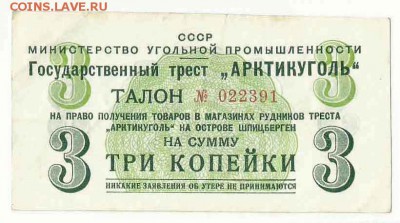 COINS.LAVE.RU
СССР
МИНИСТЕРСТВО УГОЛЬНОЙ ПРОМЫШЛЕННОСТИ
Государственный трест „АРКТИКУГОЛЬ"
3 3
ТАЛОН № 022391
НА ПРАВО ПОЛУЧЕНИЯ ТОВАРОВ В МАГАЗИНАХ РУДНИКОВ ТРЕСТА
„АРКТИКУГОЛЬ" НА ОСТРОВЕ ШПИЦБЕРГЕН
НА СУММУ
3 ТРИ КОПЕЙКИ 3
НИКАКИЕ ЗАЯВЛЕНИЯ ОБ УТЕРЕ НЕ ПРИНИМАЮТСЯ